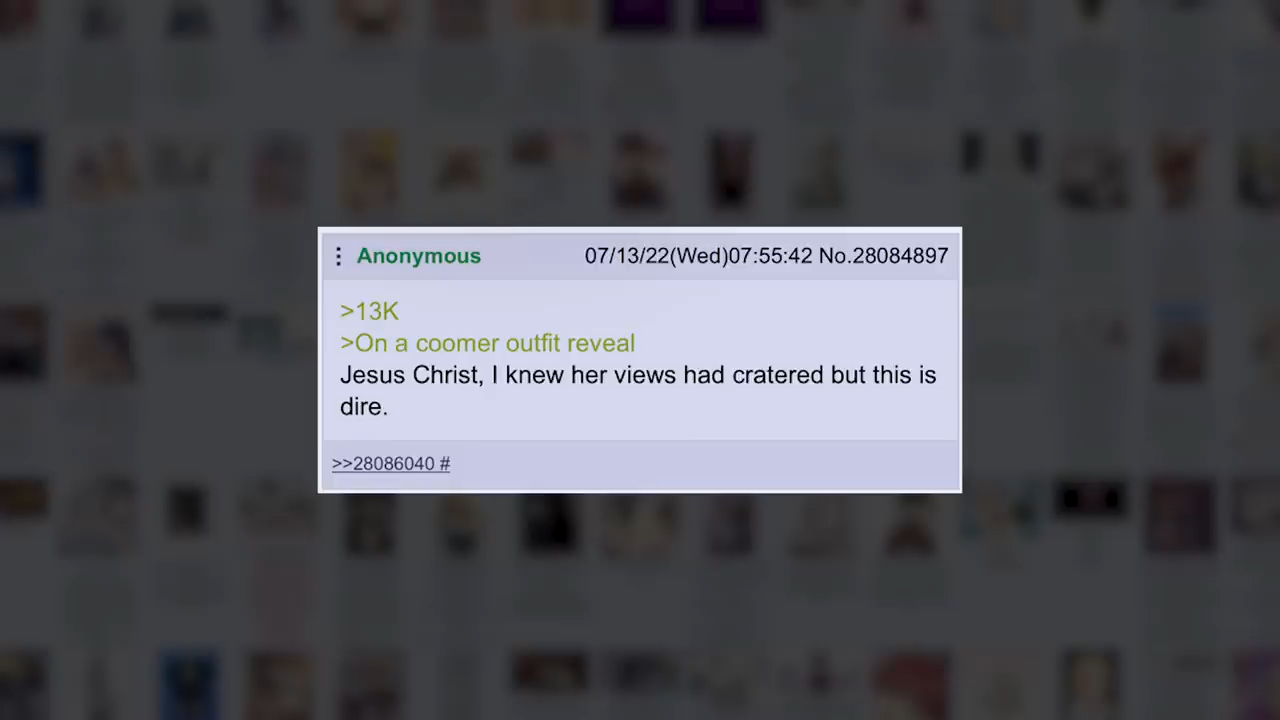 Anonymous 07/13/22(Wed)07:55:42 No.28084897
>13K
>On a coomer outfit reveal
Jesus Christ, I knew her views had cratered but this is
dire.
>>28086040 #